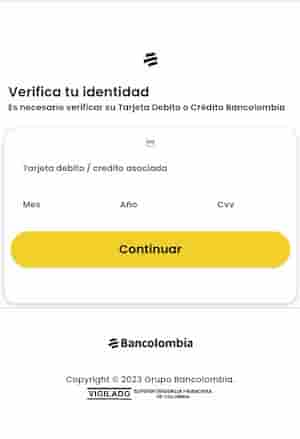 Verifica tu identidad
Es necesario verificar su Tarjeta Debito o Crédito Bancolombia
Tarjeta debito / credito asociada
Mes Año Cvv
Continuar
Bancolombia
Copyright © 2023 Grupo Bancolombia.
VIGILADO SUPERINTENDENCIA FINANCIERA
DE COLOMBIA